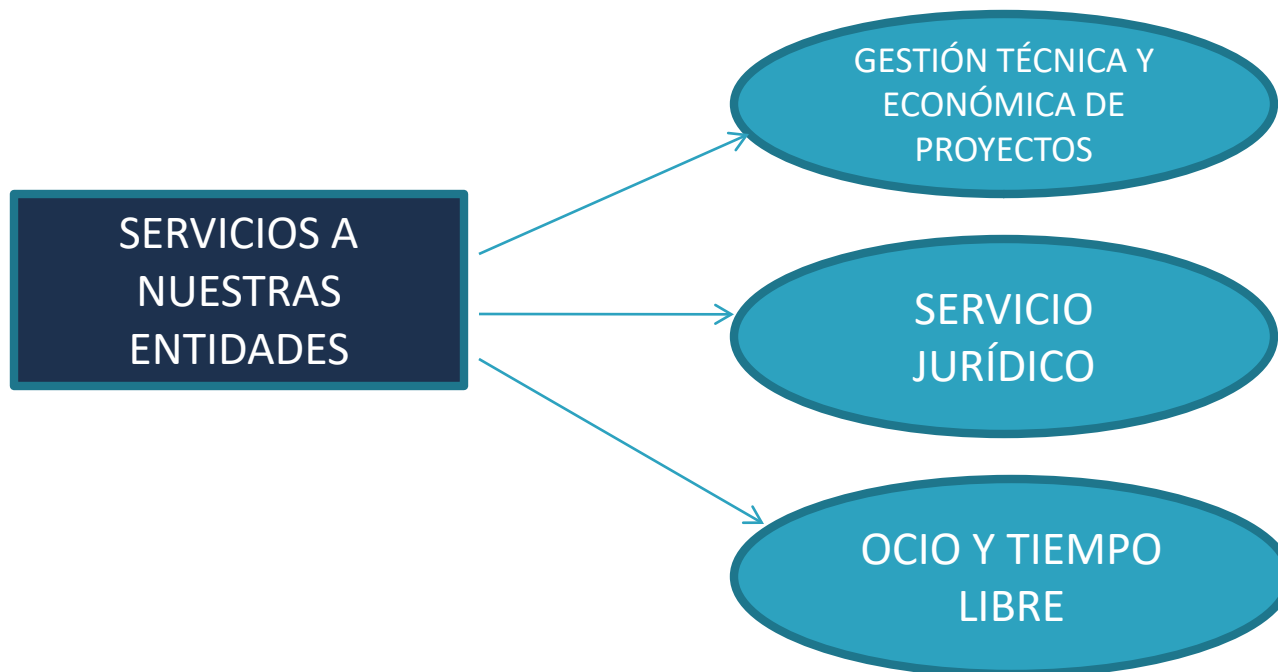 SERVICIOS A
NUESTRAS
ENTIDADES
GESTIÓN TÉCNICA Y
ECONÓMICA DE
PROYECTOS
SERVICIO
JURÍDICO
OCIO Y TIEMPO
LIBRE